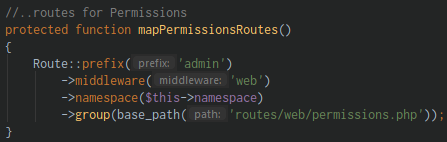 //..routes for Permissions
protected function mapPermissionsRoutes()
{
    Route::prefix( prefix: 'admin')
        ->middleware( middleware: 'web')
        ->namespace($this->namespace)
        ->group(base_path( path: 'routes/web/permissions.php'));
}